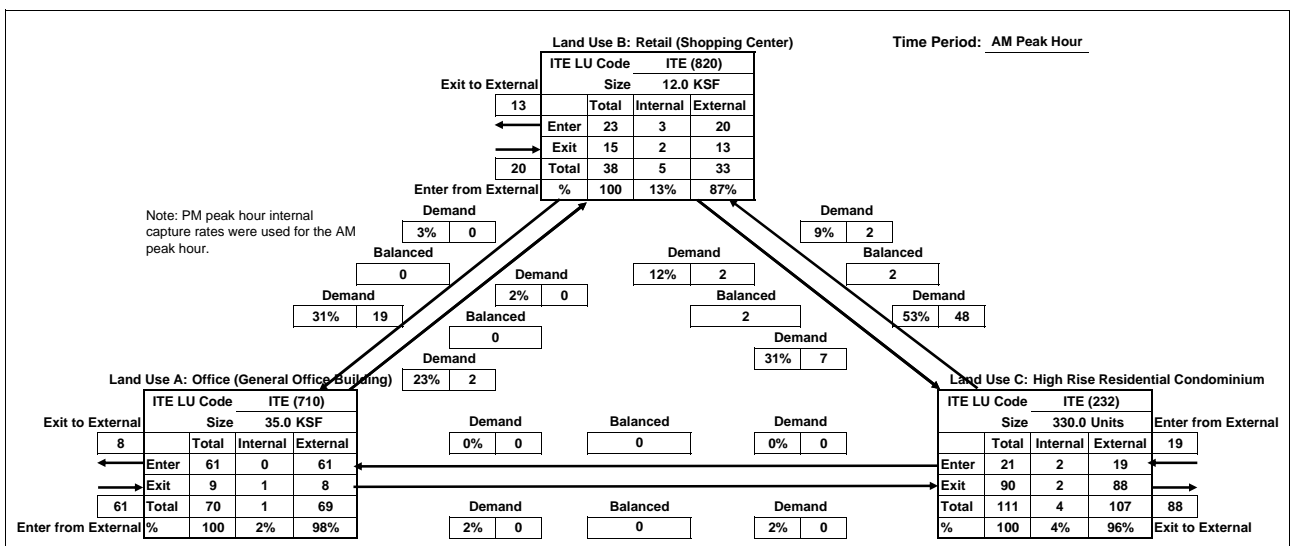 Land Use B: Retail (Shopping Center)
Time Period: AM Peak Hour
ITE LU Code ITE (820)
Exit to External Size 12.0 KSF
13 Total Internal External
Enter 23 3 20
Exit 15 2 13
20 Total 38 5 33
Enter from External % 100 13% 87%
Note: PM peak hour internal
capture rates were used for the AM
peak hour.
Demand
3% 0
Balanced
0
Demand
31% 19
Demand
2% 0
Balanced
0
Demand
23% 2
Demand
12% 2
Balanced
2
Demand
31% 7
Demand
9% 2
Balanced
2
Demand
53% 48
Land Use A: Office (General Office Building)
ITE LU Code ITE (710)
Exit to External Size 35.0 KSF
8 Total Internal External
Enter 61 0 61
Exit 9 1 8
61 Total 70 1 69
Enter from External % 100 2% 98%
Demand Balanced Demand
0% 0 0 0% 0
Demand Balanced Demand
2% 0 0 2% 0
Land Use C: High Rise Residential Condominium
ITE LU Code ITE (232)
Size 330.0 Units Enter from External
Total Internal External 19
Enter 21 2 19
Exit 90 2 88
Total 111 4 107 88
% 100 4% 96% Exit to External